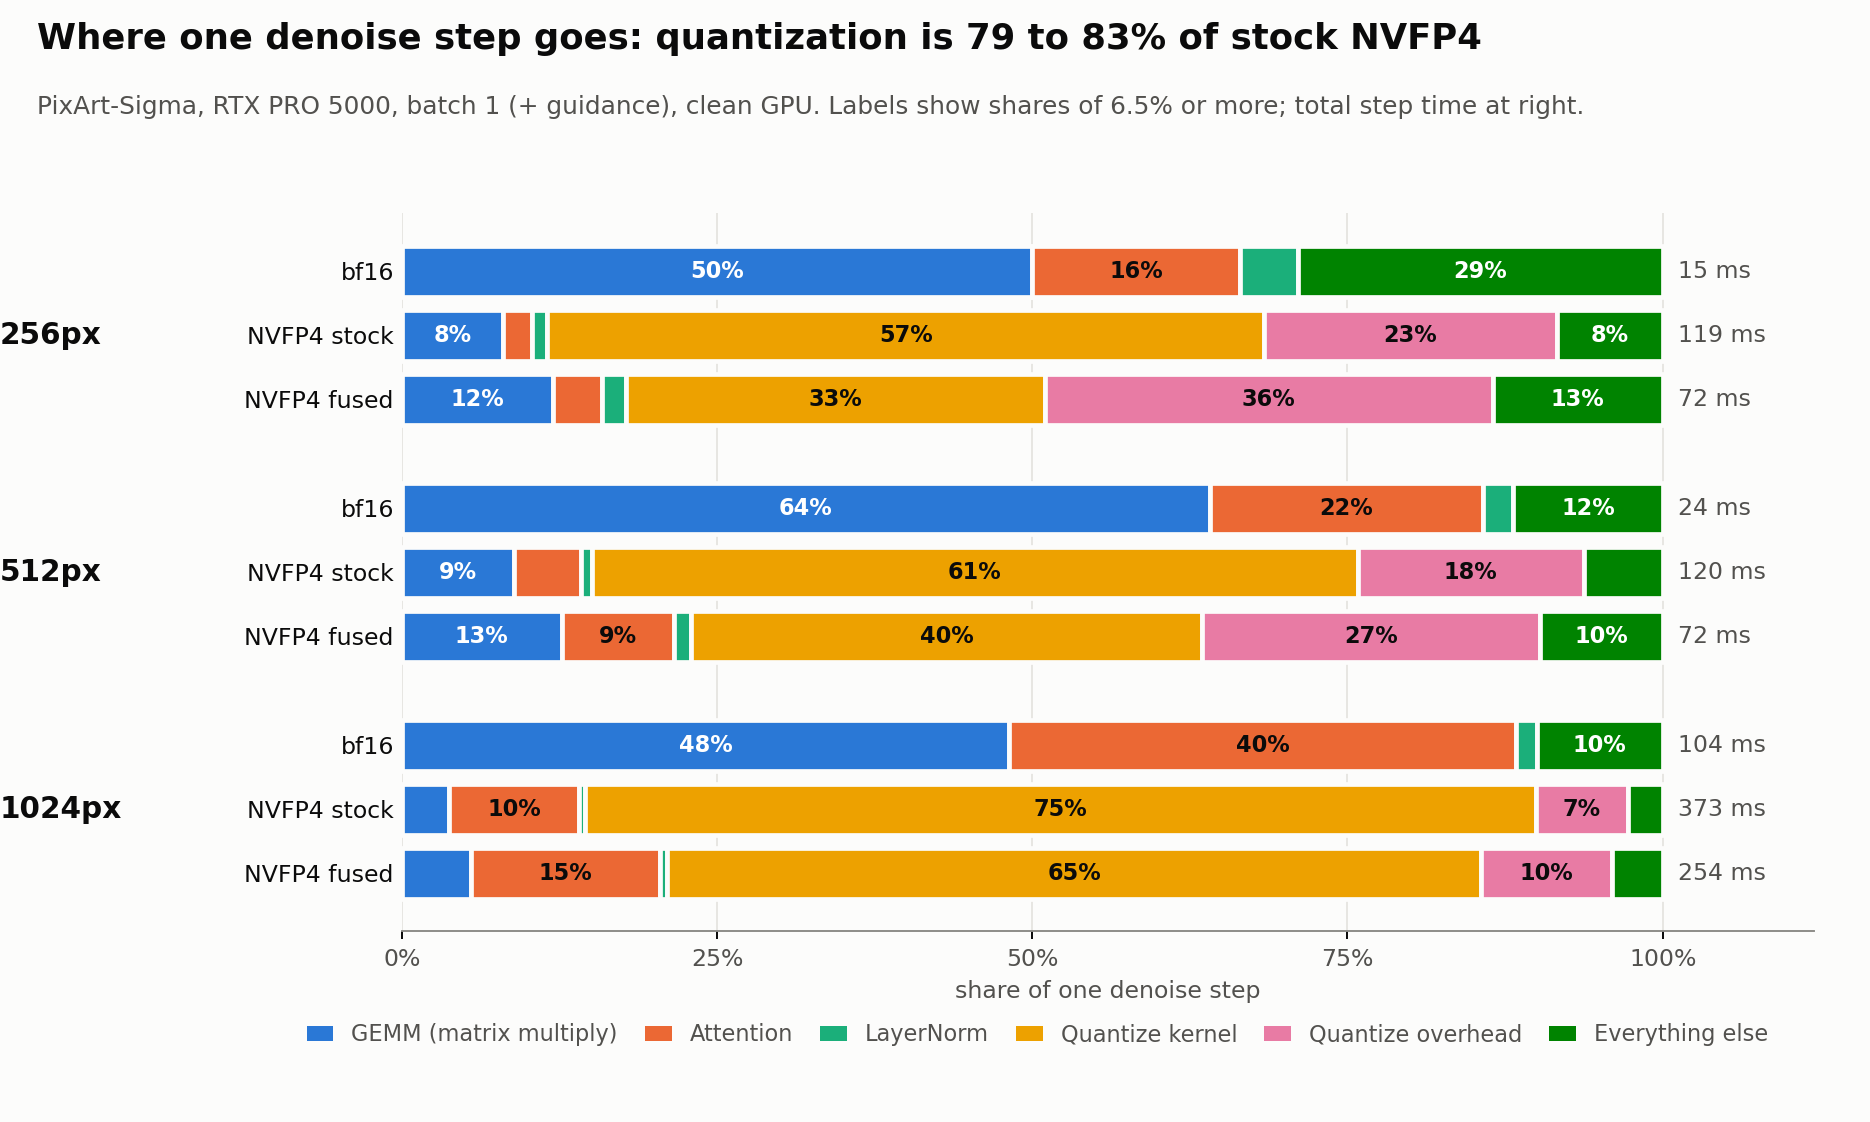 Where one denoise step goes: quantization is 79 to 83% of stock NVFP4
PixArt-Sigma, RTX PRO 5000, batch 1 (+ guidance), clean GPU. Labels show shares of 6.5% or more; total step time at right.
bf16 50% 16% 29% 15 ms
256px NVFP4 stock 8% 57% 23% 8% 119 ms
NVFP4 fused 12% 33% 36% 13% 72 ms
bf16 64% 22% 12% 24 ms
512px NVFP4 stock 9% 61% 18% 120 ms
NVFP4 fused 13% 9% 40% 27% 10% 72 ms
bf16 48% 40% 10% 104 ms
1024px NVFP4 stock 10% 75% 7% 373 ms
NVFP4 fused 15% 65% 10% 254 ms
0% 25% 50% 75% 100%
share of one denoise step
GEMM (matrix multiply) Attention LayerNorm Quantize kernel Quantize overhead Everything else